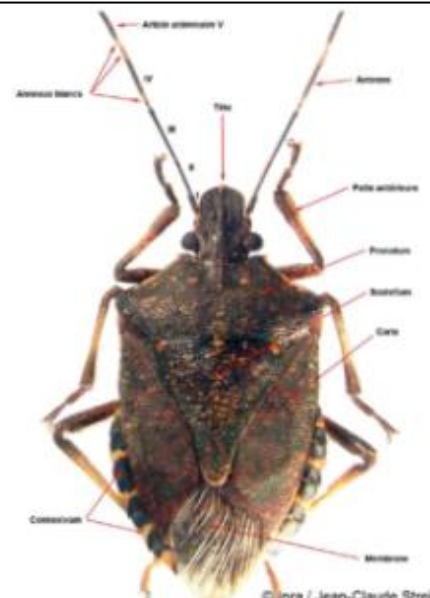 Article antennaire V
Antenne
IV
Anneaux blancs
Tête
III
II
I
Patte antérieure
Pronotum
Scutellum
Corie
Connexivum
Membrane
© Inra / Jean-Claude Strei